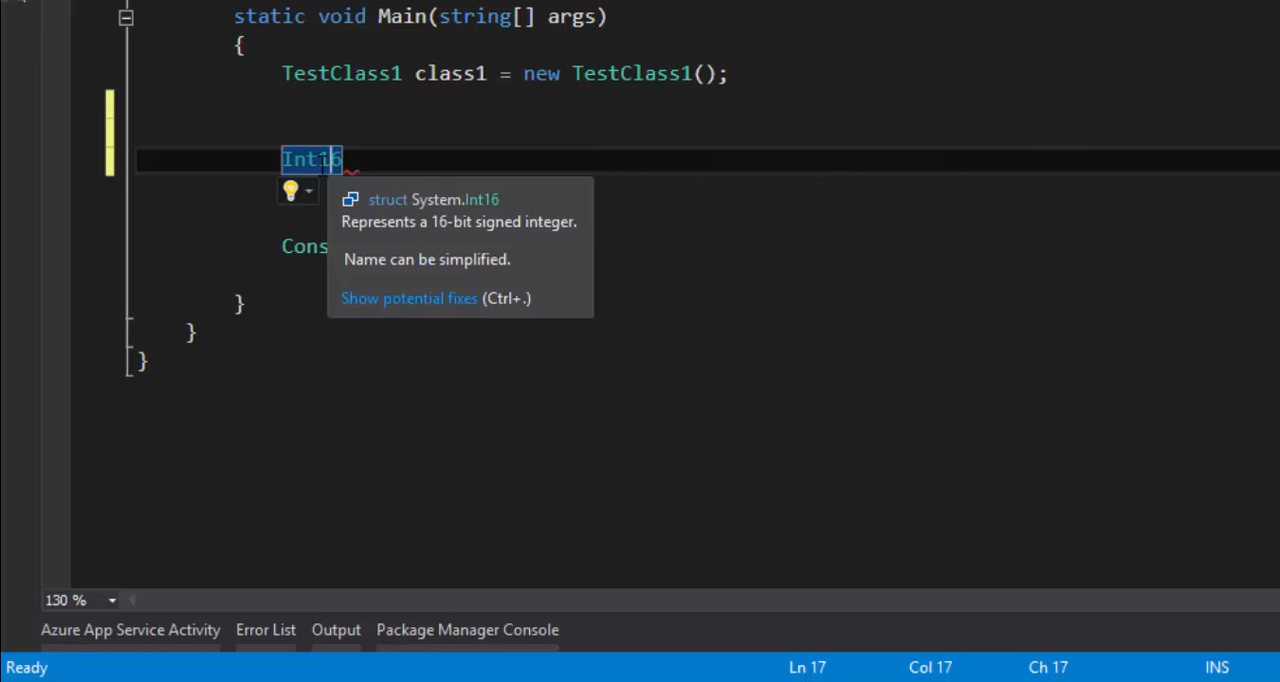 static void Main(string[] args)
{
TestClass1 class1 = new TestClass1();
Int16
struct System.Int16
Represents a 16-bit signed integer.
Cons
Name can be simplified.
Show potential fixes (Ctrl+.)
}
}
}
130 %
Azure App Service Activity Error List Output Package Manager Console
Ready Ln 17 Col 17 Ch 17 INS